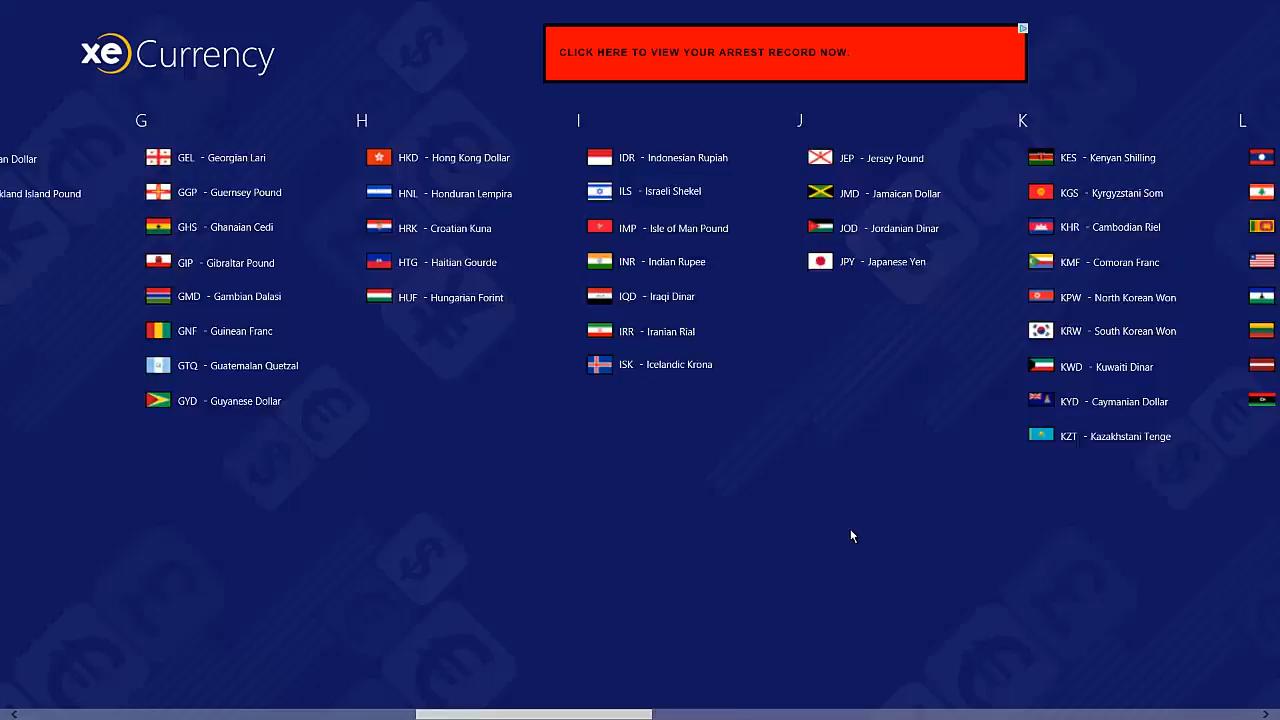 xe Currency
CLICK HERE TO VIEW YOUR ARREST RECORD NOW.
an Dollar
kland Island Pound
G
GEL - Georgian Lari
GGP - Guernsey Pound
GHS - Ghanaian Cedi
GIP - Gibraltar Pound
GMD - Gambian Dalasi
GNF - Guinean Franc
GTQ - Guatemalan Quetzal
GYD - Guyanese Dollar
H
HKD - Hong Kong Dollar
HNL - Honduran Lempira
HRK - Croatian Kuna
HTG - Haitian Gourde
HUF - Hungarian Forint
I
IDR - Indonesian Rupiah
ILS - Israeli Shekel
IMP - Isle of Man Pound
INR - Indian Rupee
IQD - Iraqi Dinar
IRR - Iranian Rial
ISK - Icelandic Krona
J
JEP - Jersey Pound
JMD - Jamaican Dollar
JOD - Jordanian Dinar
JPY - Japanese Yen
K
KES - Kenyan Shilling
KGS - Kyrgyzstani Som
KHR - Cambodian Riel
KMF - Comoran Franc
KPW - North Korean Won
KRW - South Korean Won
KWD - Kuwaiti Dinar
KYD - Caymanian Dollar
KZT - Kazakhstani Tenge
L